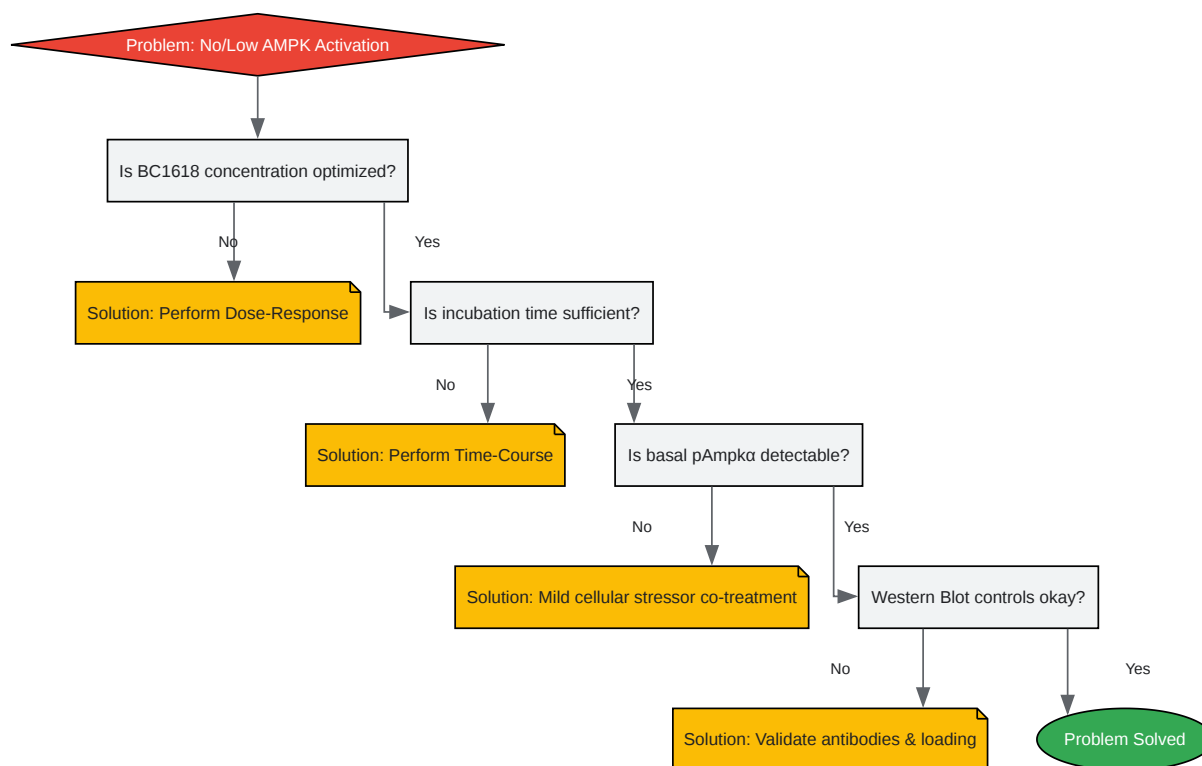 Problem: No/Low AMPK Activation
Is BC1618 concentration optimized?
No
Yes
Solution: Perform Dose-Response
Is incubation time sufficient?
No
Yes
Solution: Perform Time-Course
Is basal pAmpkα detectable?
No
Yes
Solution: Mild cellular stressor co-treatment
Western Blot controls okay?
No
Yes
Solution: Validate antibodies & loading
Problem Solved